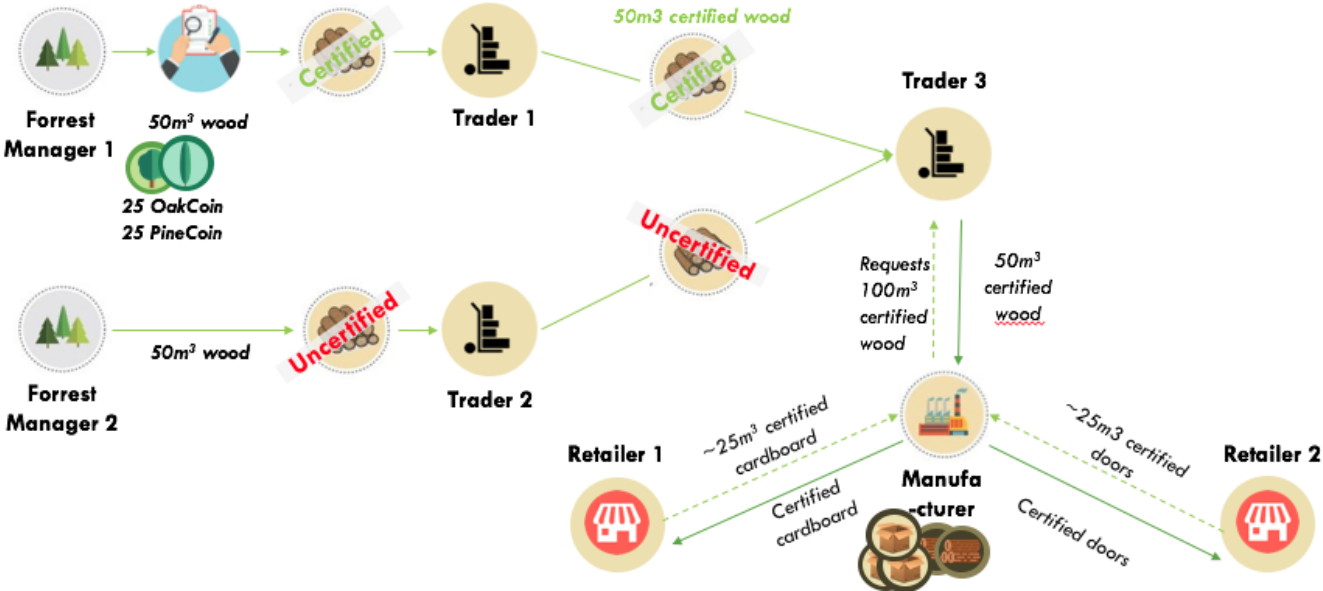 50m3 certified wood
Certified
Certified
Trader 3
Forrest
Manager 1
50m³ wood
Trader 1
25 OakCoin
25 PineCoin
Uncertified
Requests
100m³
certified
wood
50m³
certified
wood
Uncertified
50m³ wood
Forrest
Manager 2
Trader 2
Retailer 1
~25m³ certified
cardboard
~25m3 certified
doors
Retailer 2
Manufa
-cturer
Certified
cardboard
Certified doors